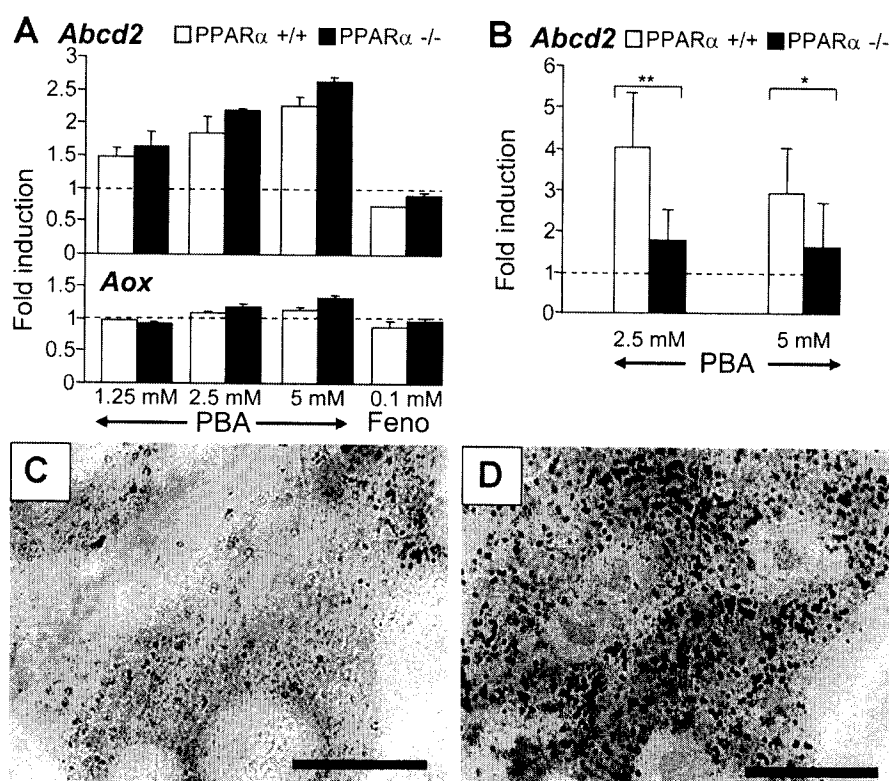 A Abcd2 PPARα +/+ PPARα -/-
Fold induction
3
2.5
2
1.5
1
0.5
0
Aox
1.5
1
0.5
0
1.25 mM 2.5 mM 5 mM 0.1 mM
PBA Feno
B Abcd2 PPARα +/+ PPARα -/-
Fold induction
6
5
4
3
2
1
0
** *
2.5 mM 5 mM
PBA
C
D